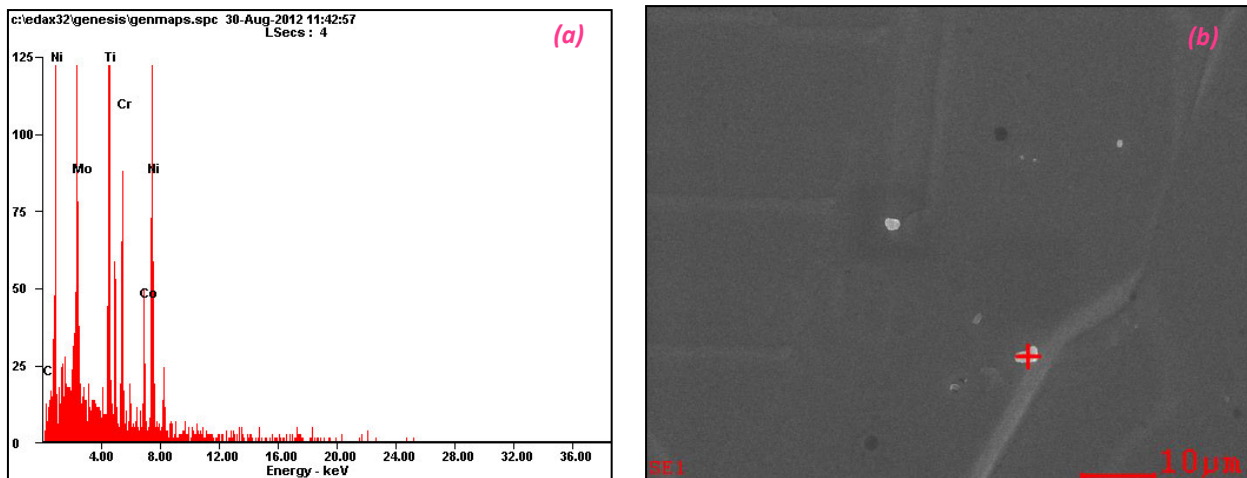 c:\edax32\genesis\genmaps.spc 30-Aug-2012 11:42:57
LSecs : 4
(a)
125
100
75
50
25
0
Ni
Ti
Cr
Mo
Ni
Co
C
4.00 8.00 12.00 16.00 20.00 24.00 28.00 32.00 36.00
Energy - keV
(b)
SE1
10µm